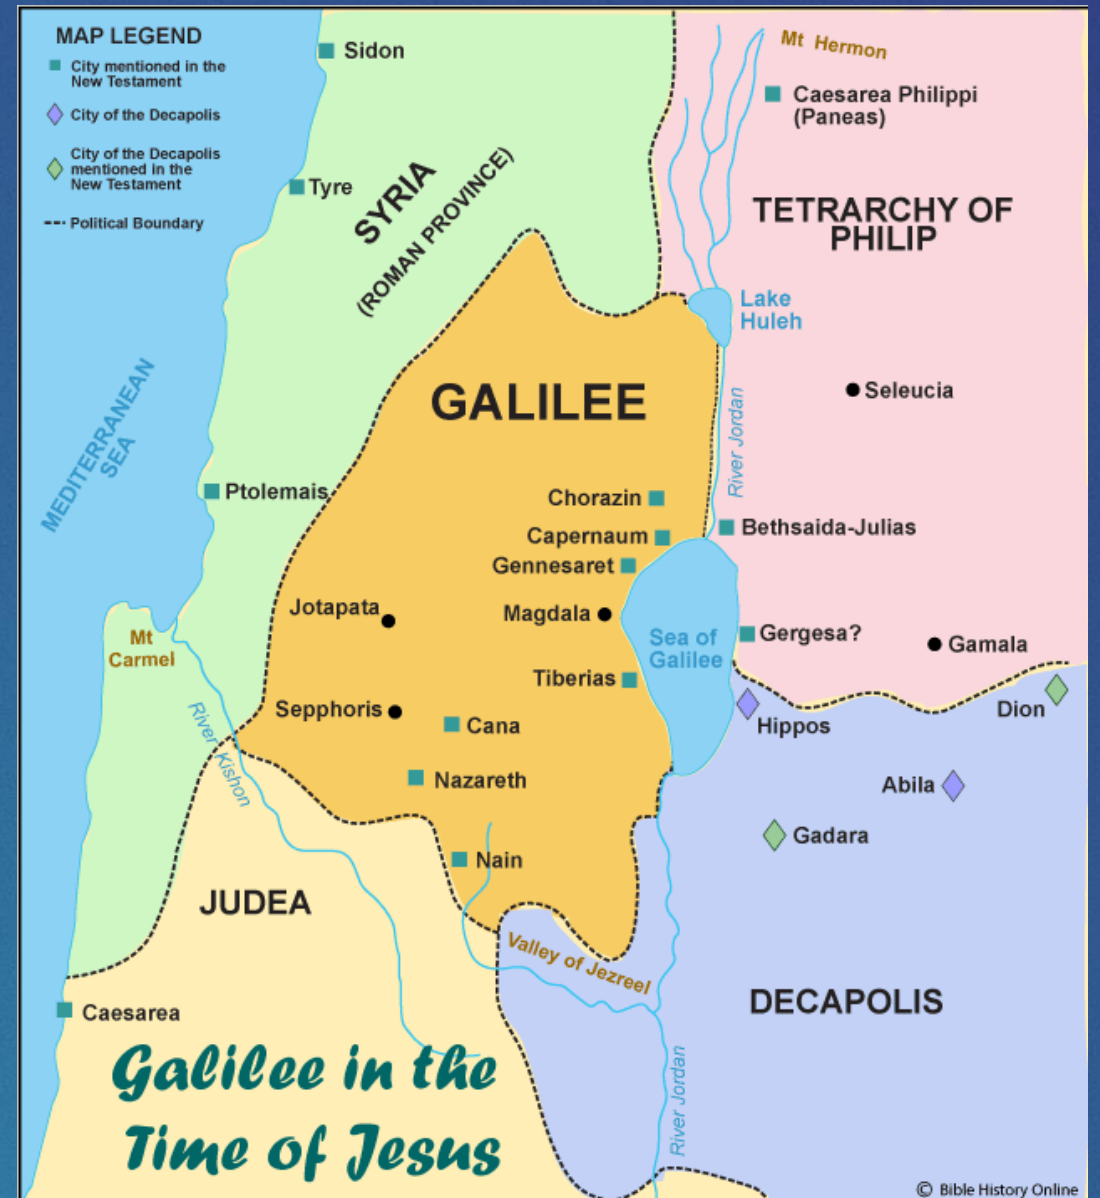 MAP LEGEND
City mentioned in the
New Testament
City of the Decapolis
City of the Decapolis
mentioned in the
New Testament
Political Boundary
Sidon
Mt Hermon
Caesarea Philippi
(Paneas)
Tyre
SYRIA
(ROMAN PROVINCE)
TETRARCHY OF
PHILIP
Lake
Huleh
MEDITERRANEAN
SEA
GALILEE
Seleucia
River Jordan
Ptolemais
Chorazin
Capernaum
Bethsaida-Julias
Gennesaret
Jotapata
Magdala
Mt
Carmel
Sea of
Galilee
Gergesa?
Gamala
Tiberias
River Kishon
Sepphoris
Cana
Hippos
Dion
Nazareth
Abila
Gadara
Nain
JUDEA
Valley of Jezreel
DECAPOLIS
Caesarea
River Jordan
Galilee in the
Time of Jesus
© Bible History Online